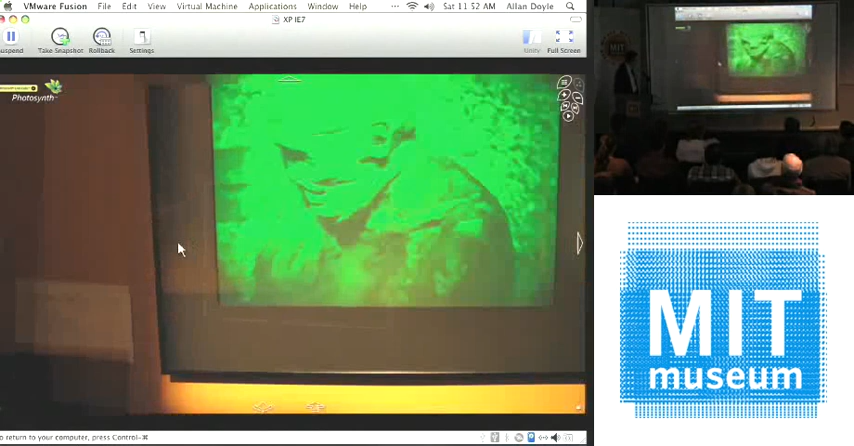 VMware Fusion File Edit View Virtual Machine Applications Window Help ... Sat 11:52 AM Allan Doyle
XP IE7
uspend Take Snapshot Rollback Settings Unity Full Screen
Photosynth
MIT
MIT
museum
o return to your computer, press Control-⌘